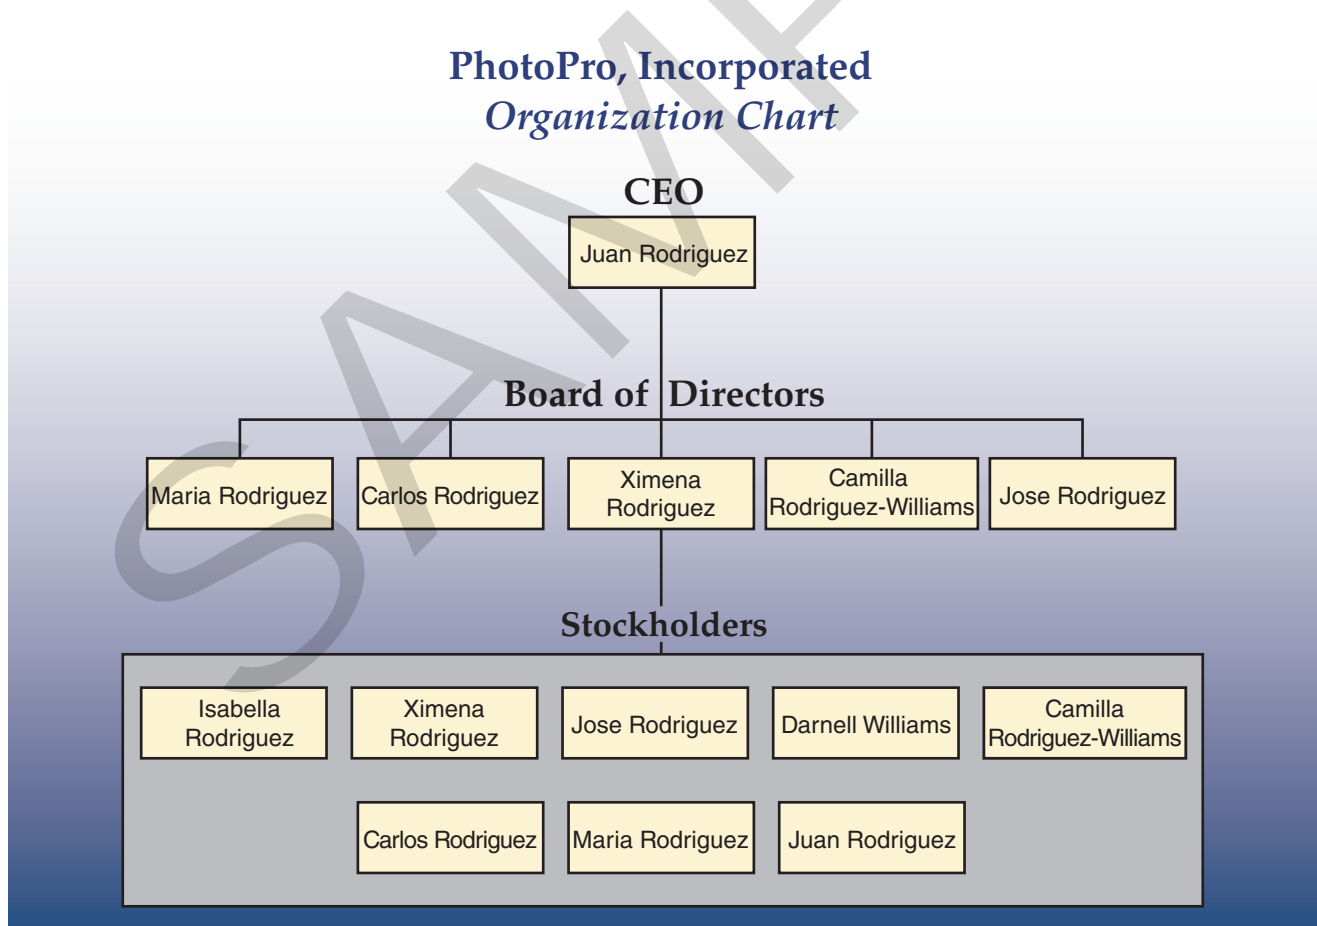 PhotoPro, Incorporated
Organization Chart
CEO
Juan Rodriguez
Board of Directors
Maria Rodriguez
Carlos Rodriguez
Ximena
Rodriguez
Camilla
Rodriguez-Williams
Jose Rodriguez
Stockholders
Isabella
Rodriguez
Ximena
Rodriguez
Jose Rodriguez
Darnell Williams
Camilla
Rodriguez-Williams
Carlos Rodriguez
Maria Rodriguez
Juan Rodriguez
SAMP